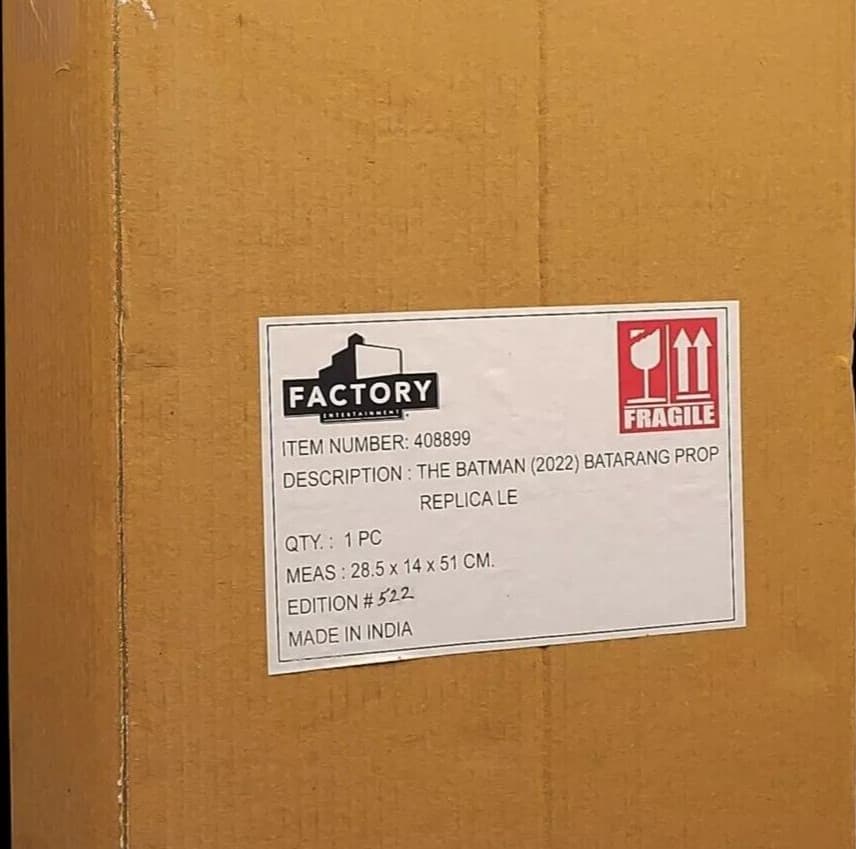 FACTORY
ENTERTAINMENT
FRAGILE
ITEM NUMBER: 408899
DESCRIPTION : THE BATMAN (2022) BATARANG PROP
REPLICA LE
QTY. : 1 PC
MEAS : 28.5 x 14 x 51 CM.
EDITION # 522
MADE IN INDIA